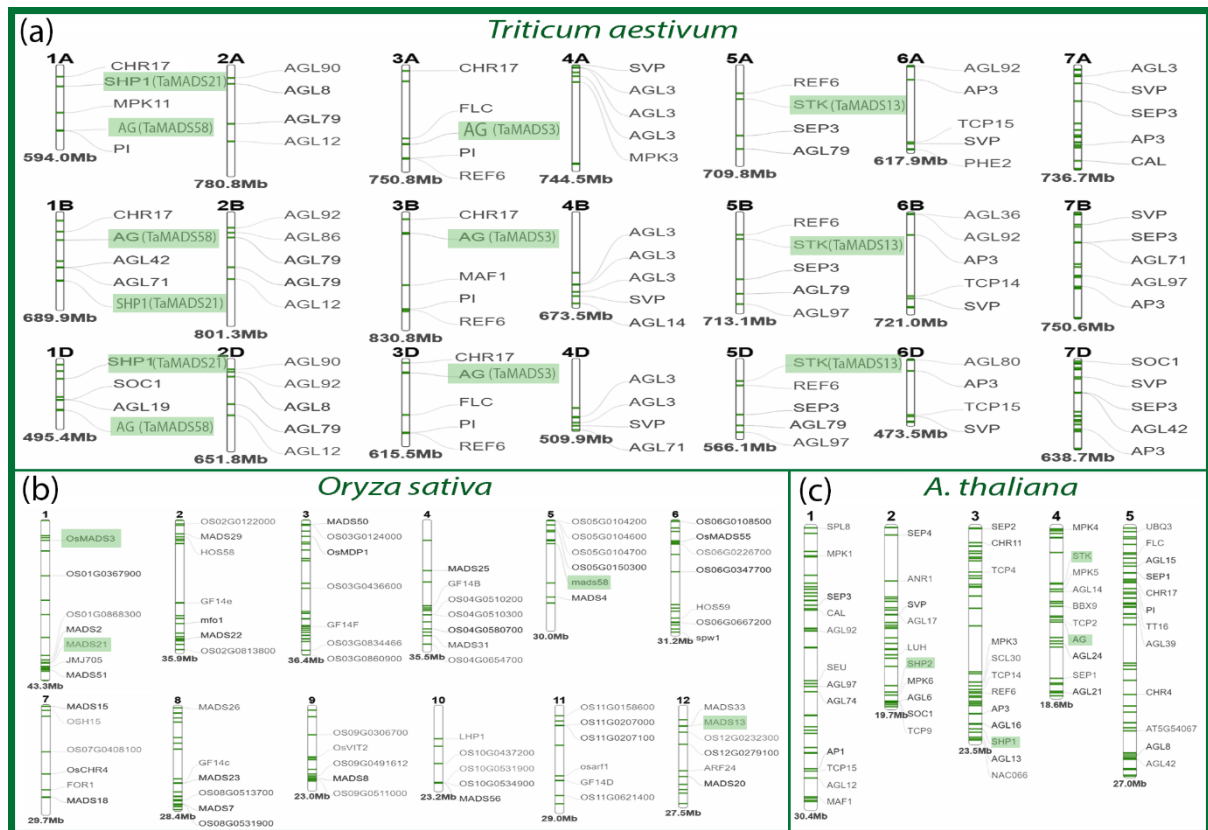 (a)
Triticum aestivum
1A
CHR17
SHP1(TaMADS21)
MPK11
AG (TaMADS58)
PI
594.0Mb
2A
AGL90
AGL8
AGL79
AGL12
780.8Mb
3A
CHR17
FLC
AG (TaMADS3)
PI
REF6
750.8Mb
4A
SVP
AGL3
AGL3
AGL3
MPK3
744.5Mb
5A
REF6
STK(TaMADS13)
SEP3
AGL79
709.8Mb
6A
AGL92
AP3
TCP15
SVP
PHE2
617.9Mb
7A
AGL3
SVP
SEP3
AP3
CAL
736.7Mb
1B
CHR17
AG (TaMADS58)
AGL42
AGL71
SHP1(TaMADS21)
689.9Mb
2B
AGL92
AGL86
AGL79
AGL79
AGL12
801.3Mb
3B
CHR17
AG (TaMADS3)
MAF1
PI
REF6
830.8Mb
4B
AGL3
AGL3
AGL3
SVP
AGL14
673.5Mb
5B
REF6
STK(TaMADS13)
SEP3
AGL79
AGL97
713.1Mb
6B
AGL36
AGL92
AP3
TCP14
SVP
721.0Mb
7B
SVP
SEP3
AGL71
AGL97
AP3
750.6Mb
1D
SHP1(TaMADS21)
SOC1
AGL19
AG (TaMADS58)
495.4Mb
2D
AGL90
AGL92
AGL8
AGL79
AGL12
651.8Mb
3D
CHR17
AG (TaMADS3)
FLC
PI
REF6
615.5Mb
4D
AGL3
AGL3
SVP
AGL71
509.9Mb
5D
STK(TaMADS13)
REF6
SEP3
AGL79
AGL97
566.1Mb
6D
AGL80
AP3
TCP15
SVP
473.5Mb
7D
SOC1
SVP
SEP3
AGL42
AP3
638.7Mb
(b)
Oryza sativa
1
OsMADS3
OS01G0367900
OS01G0868300
MADS2
MADS21
JMJ705
MADS51
43.3Mb
2
OS02G0122000
MADS29
HOS58
GF14e
mfo1
MADS22
OS02G0813800
35.9Mb
3
MADS50
OS03G0124000
OsMDP1
OS03G0436600
GF14F
OS03G0834466
OS03G0860900
36.4Mb
4
MADS25
GF14B
OS04G0510200
OS04G0510300
OS04G0580700
MADS31
OS04G0654700
35.5Mb
5
OS05G0104200
OS05G0104600
OS05G0104700
OS05G0150300
mads58
MADS4
30.0Mb
6
OS06G0108500
MADS55
OS06G0226700
OS06G0347700
HOS59
OS06G0667200
spw1
31.2Mb
7
MADS15
OSH15
OS07G0408100
OsCHR4
FOR1
MADS18
29.7Mb
8
MADS26
GF14c
MADS23
OS08G0513700
MADS7
OS08G0531900
28.4Mb
9
OS09G0306700
OsVIT2
OS09G0491612
MADS8
OS09G0511000
23.0Mb
10
LHP1
OS10G0437200
OS10G0531900
OS10G0534900
MADS56
23.2Mb
11
OS11G0158600
OS11G0207000
OS11G0207100
osarf1
GF14D
OS11G0621400
29.0Mb
12
MADS33
MADS13
OS12G0232300
OS12G0279100
ARF24
MADS20
27.5Mb
(c)
A. thaliana
1
SPL8
MPK1
SEP3
CAL
AGL92
SEU
AGL97
AGL74
AP1
TCP15
AGL12
MAF1
30.4Mb
2
SEP4
ANR1
SVP
AGL17
LUH
SHP2
MPK6
AGL6
SOC1
TCP9
19.7Mb
3
SEP2
CHR11
TCP4
MPK3
SCL30
TCP14
REF6
AP3
AGL16
SHP1
AGL13
NAC066
23.5Mb
4
MPK4
STK
MPK5
AGL14
BBX9
TCP2
AG
AGL24
SEP1
AGL21
18.6Mb
5
UBQ3
FLC
AGL15
SEP1
CHR17
PI
TT16
AGL39
CHR4
AT5G54067
AGL8
AGL42
27.0Mb